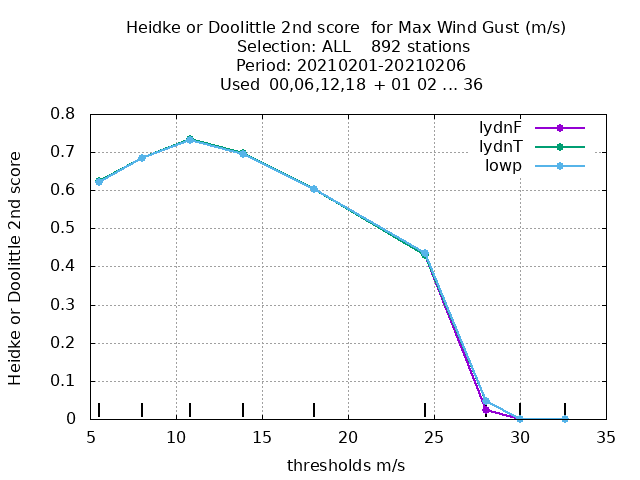 Heidke or Doolittle 2nd score  for Max Wind Gust (m/s)
Selection: ALL    892 stations
Period: 20210201-20210206
Used  00,06,12,18  + 01 02 ... 36
lydnF
lydnT
lowp
0.8
0.7
0.6
0.5
0.4
0.3
0.2
0.1
0
Heidke or Doolittle 2nd score
5 10 15 20 25 30 35
thresholds m/s